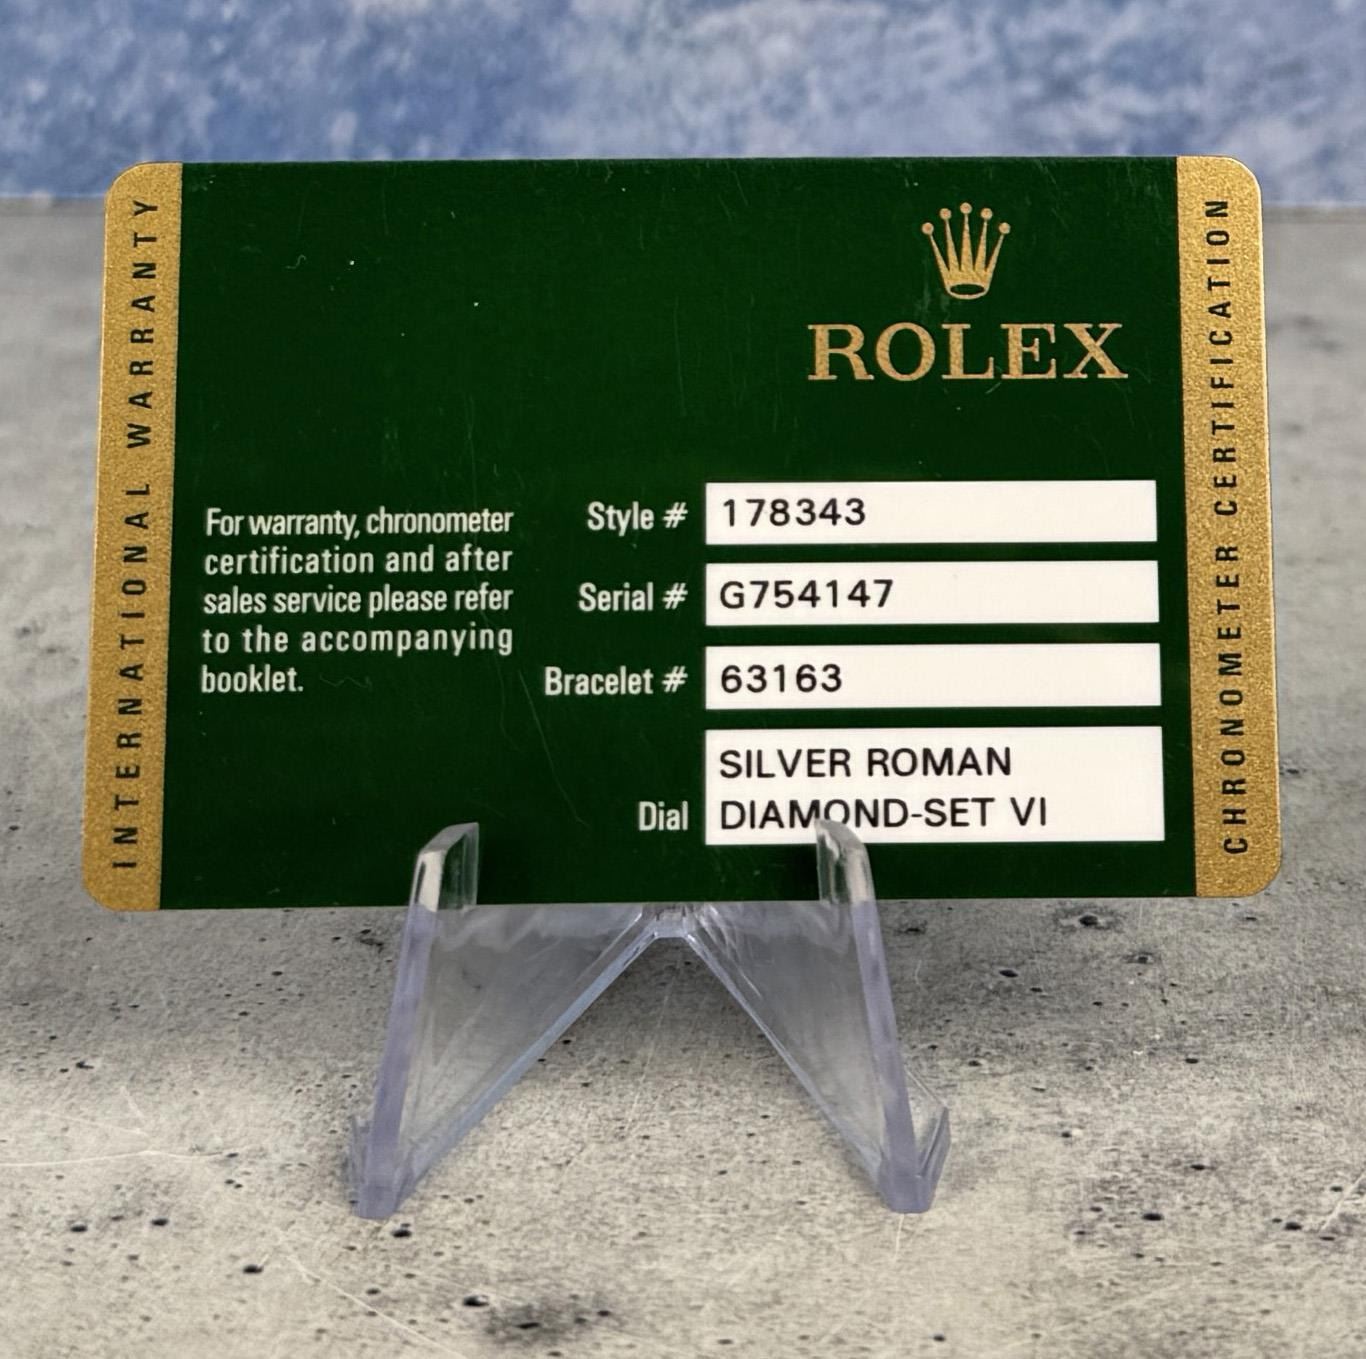 INTERNATIONAL WARRANTY
ROLEX
For warranty, chronometer
certification and after
sales service please refer
to the accompanying
booklet.
Style # 178343
Serial # G754147
Bracelet # 63163
Dial SILVER ROMAN
DIAMOND-SET VI
CHRONOMETER CERTIFICATION